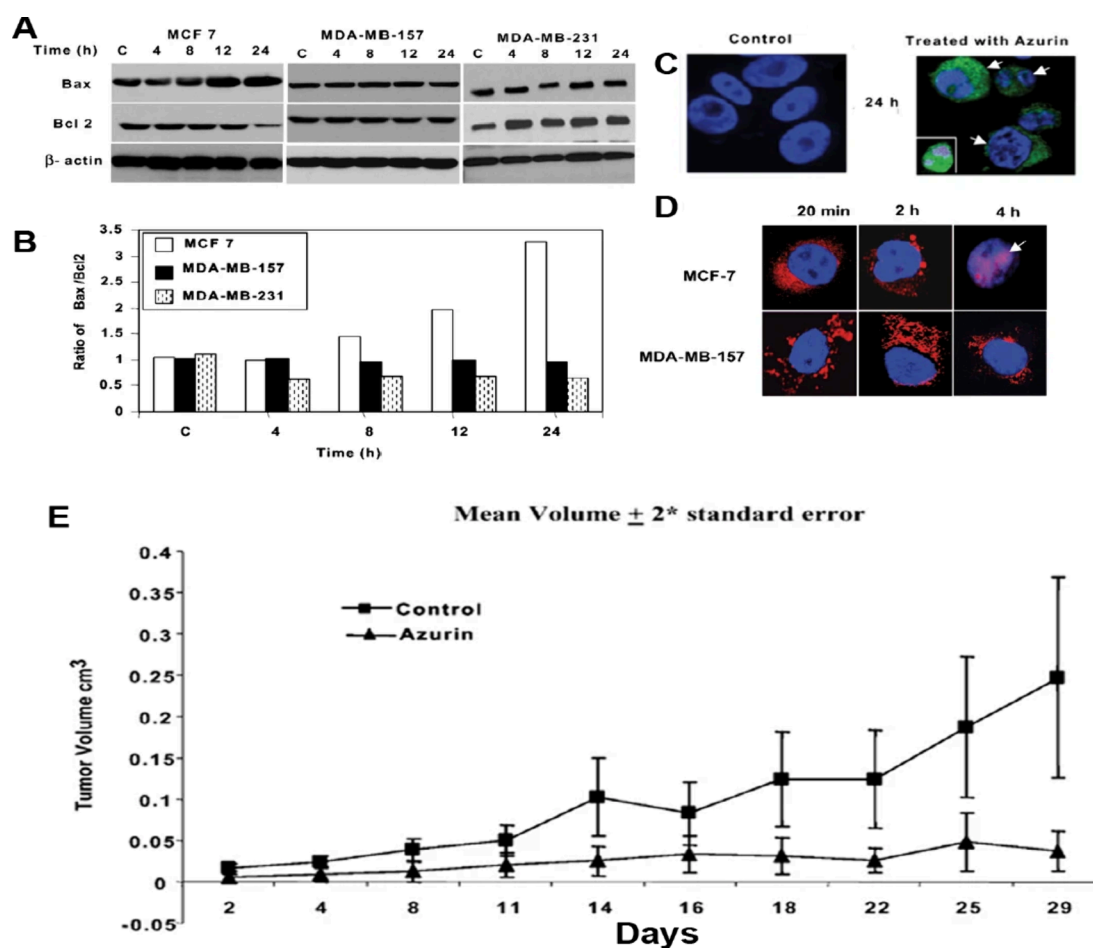 A
MCF 7
MDA-MB-157
MDA-MB-231
Time (h)
C 4 8 12 24
C 4 8 12 24
C 4 8 12 24
Bax
Bcl 2
β- actin
C
Control
Treated with Azurin
24 h
B
Ratio of Bax/Bcl2
3.5
3
2.5
2
1.5
1
0.5
0
MCF 7
MDA-MB-157
MDA-MB-231
C 4 8 12 24
Time (h)
D
20 min 2 h 4 h
MCF-7
MDA-MB-157
E
Mean Volume ± 2* standard error
Tumor Volume cm3
0.4
0.35
0.3
0.25
0.2
0.15
0.1
0.05
0
-0.05
Control
Azurin
2 4 8 11 14 16 18 22 25 29
Days